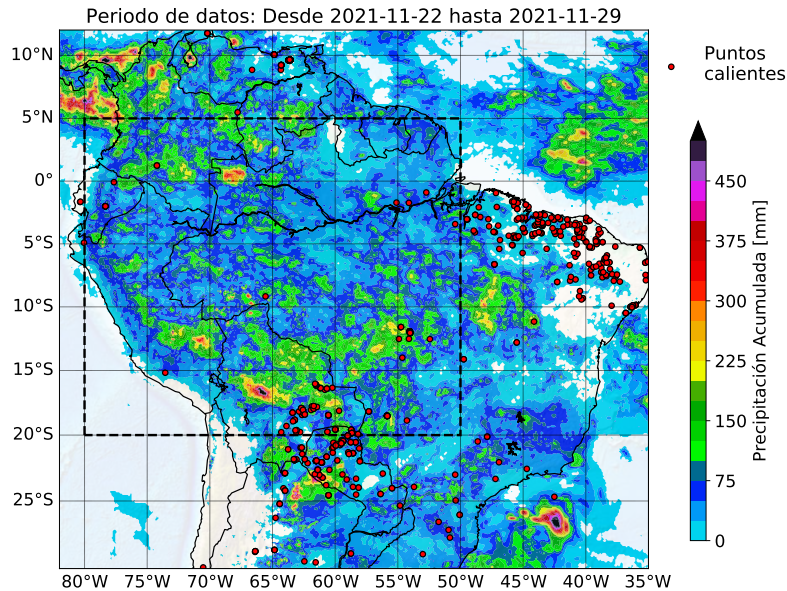 Periodo de datos: Desde 2021-11-22 hasta 2021-11-29
Puntos
calientes
10°N
5°N
0°
5°S
10°S
15°S
20°S
25°S
80°W
75°W
70°W
65°W
60°W
55°W
50°W
45°W
40°W
35°W
450
375
300
225
150
75
0
Precipitación Acumulada [mm]